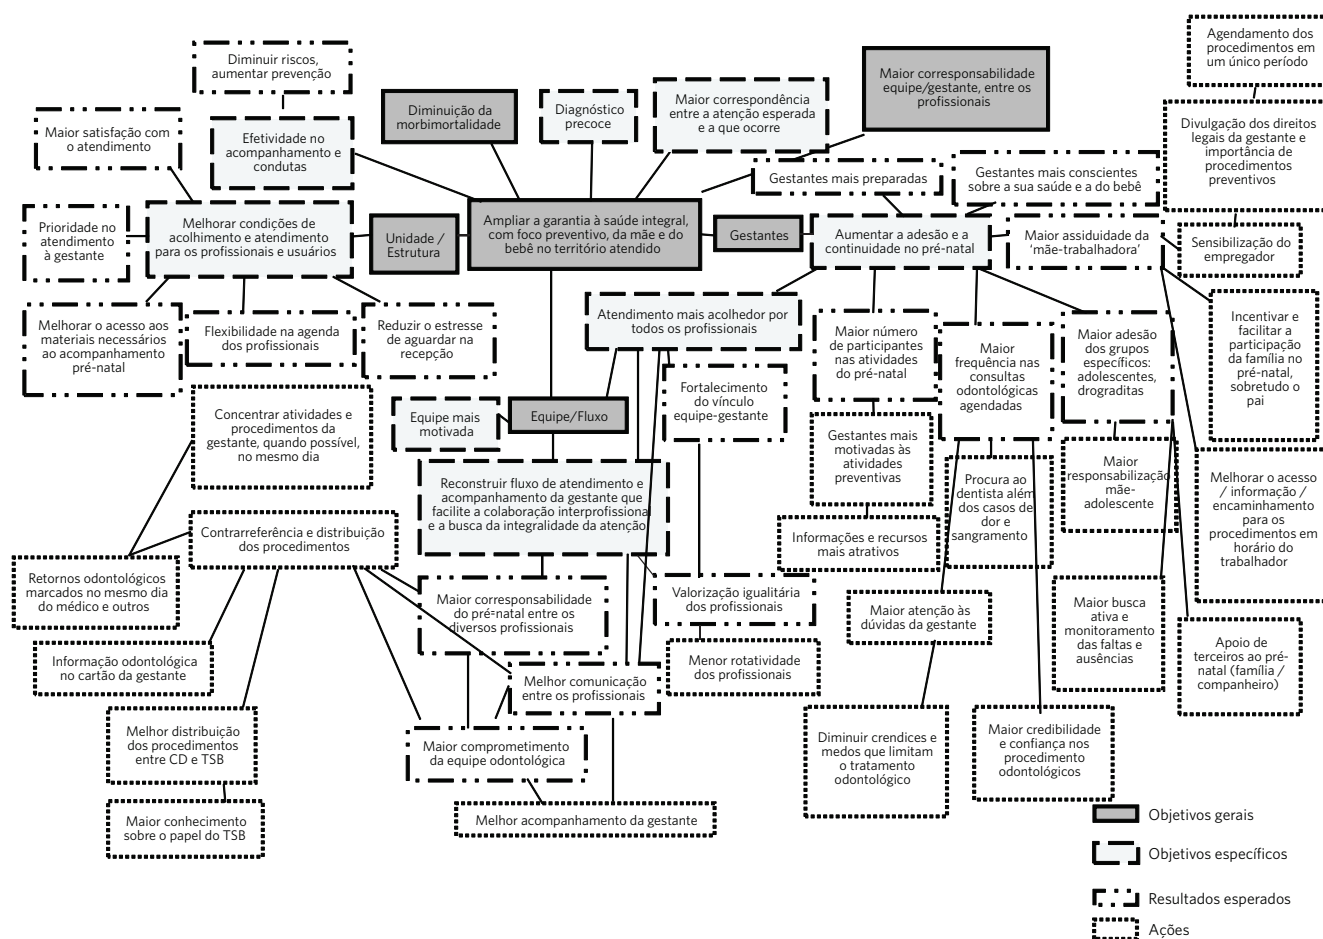 Agendamento dos
procedimentos em
um único período
Diminuir riscos,
aumentar prevenção
Maior corresponsabilidade
equipe/gestante, entre os
profissionais
Diminuição da
morbimortalidade
Diagnóstico
precoce
Maior correspondência
entre a atenção esperada
e a que ocorre
Maior satisfação com
o atendimento
Efetividade no
acompanhamento e
condutas
Divulgação dos direitos
legais da gestante e
importância de
procedimentos
preventivos
Gestantes mais preparadas
Gestantes mais conscientes
sobre a sua saúde e a do bebê
Prioridade no
atendimento
à gestante
Melhorar condições de
acolhimento e atendimento
para os profissionais e usuários
Unidade /
Estrutura
Ampliar a garantia à saúde integral,
com foco preventivo, da mãe e do
bebê no território atendido
Gestantes
Aumentar a adesão e a
continuidade no pré-natal
Maior assiduidade da
‘mãe-trabalhadora’
Sensibilização do
empregador
Melhorar o acesso aos
materiais necessários
ao acompanhamento
pré-natal
Flexibilidade na agenda
dos profissionais
Reduzir o estresse
de aguardar na
recepção
Atendimento mais acolhedor por
todos os profissionais
Maior número
de participantes
nas atividades
do pré-natal
Maior
frequência nas
consultas
odontológicas
agendadas
Maior adesão
dos grupos
específicos:
adolescentes,
drograditas
Incentivar e
facilitar a
participação
da família no
pré-natal,
sobretudo o
pai
Concentrar atividades e
procedimentos da
gestante, quando possível,
no mesmo dia
Equipe mais
motivada
Equipe/Fluxo
Fortalecimento
do vínculo
equipe-gestante
Gestantes mais
motivadas às
atividades
preventivas
Procura ao
dentista além
dos casos de
dor e
sangramento
Maior
responsabilização
mãe-
adolescente
Melhorar o acesso
/ informação /
encaminhamento
para os
procedimentos em
horário do
trabalhador
Reconstruir fluxo de atendimento e
acompanhamento da gestante que
facilite a colaboração interprofissional
e a busca da integralidade da atenção
Contrarreferência e distribuição
dos procedimentos
Informações e recursos
mais atrativos
Retornos odontológicos
marcados no mesmo dia
do médico e outros
Maior corresponsabilidade
do pré-natal entre os
diversos profissionais
Valorização igualitária
dos profissionais
Maior atenção às
dúvidas da gestante
Maior busca
ativa e
monitoramento
das faltas e
ausências
Apoio de
terceiros ao pré-
natal (família /
companheiro)
Informação odontológica
no cartão da gestante
Melhor comunicação
entre os profissionais
Menor rotatividade
dos profissionais
Melhor distribuição
dos procedimentos
entre CD e TSB
Maior comprometimento
da equipe odontológica
Diminuir crendices e
medos que limitam
o tratamento
odontológico
Maior credibilidade
e confiança nos
procedimento
odontológicos
Maior conhecimento
sobre o papel do TSB
Melhor acompanhamento da gestante
Objetivos gerais
Objetivos específicos
Resultados esperados
Ações